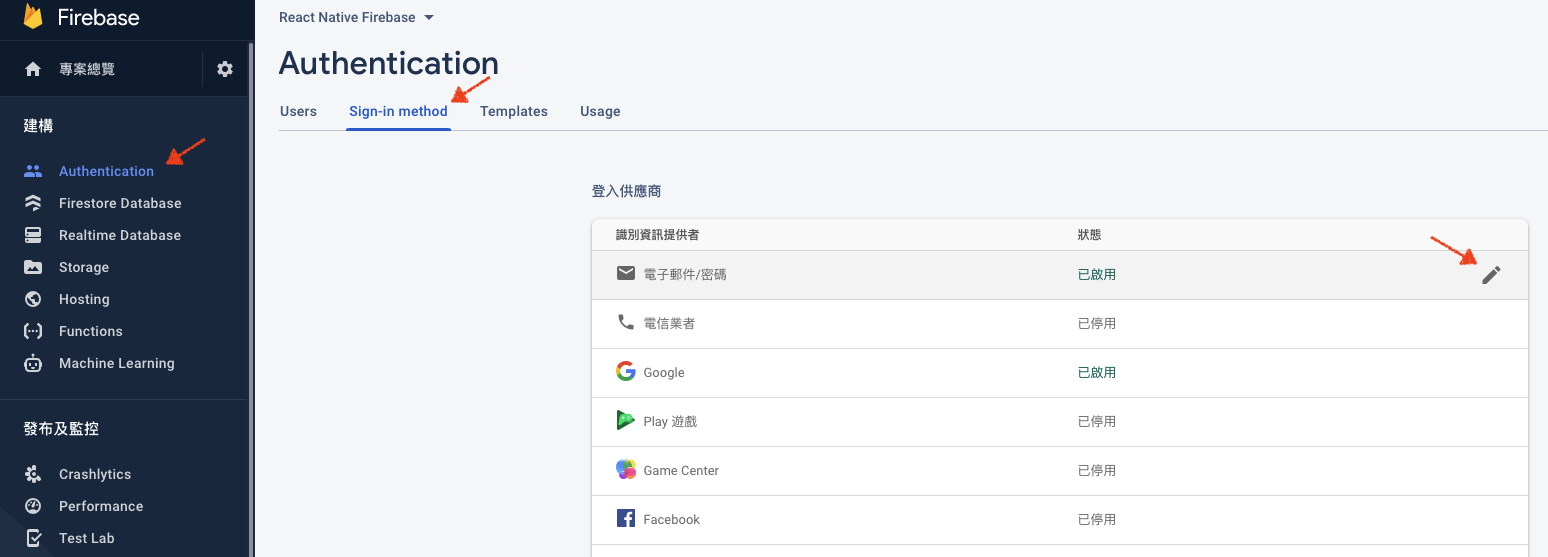 Firebase
專案總覽
建構
Authentication
Firestore Database
Realtime Database
Storage
Hosting
Functions
Machine Learning
發布及監控
Crashlytics
Performance
Test Lab
React Native Firebase
Authentication
Users Sign-in method Templates Usage
登入供應商
識別資訊提供者 狀態
電子郵件/密碼 已啟用
電信業者 已停用
Google 已啟用
Play 遊戲 已停用
Game Center 已停用
Facebook 已停用